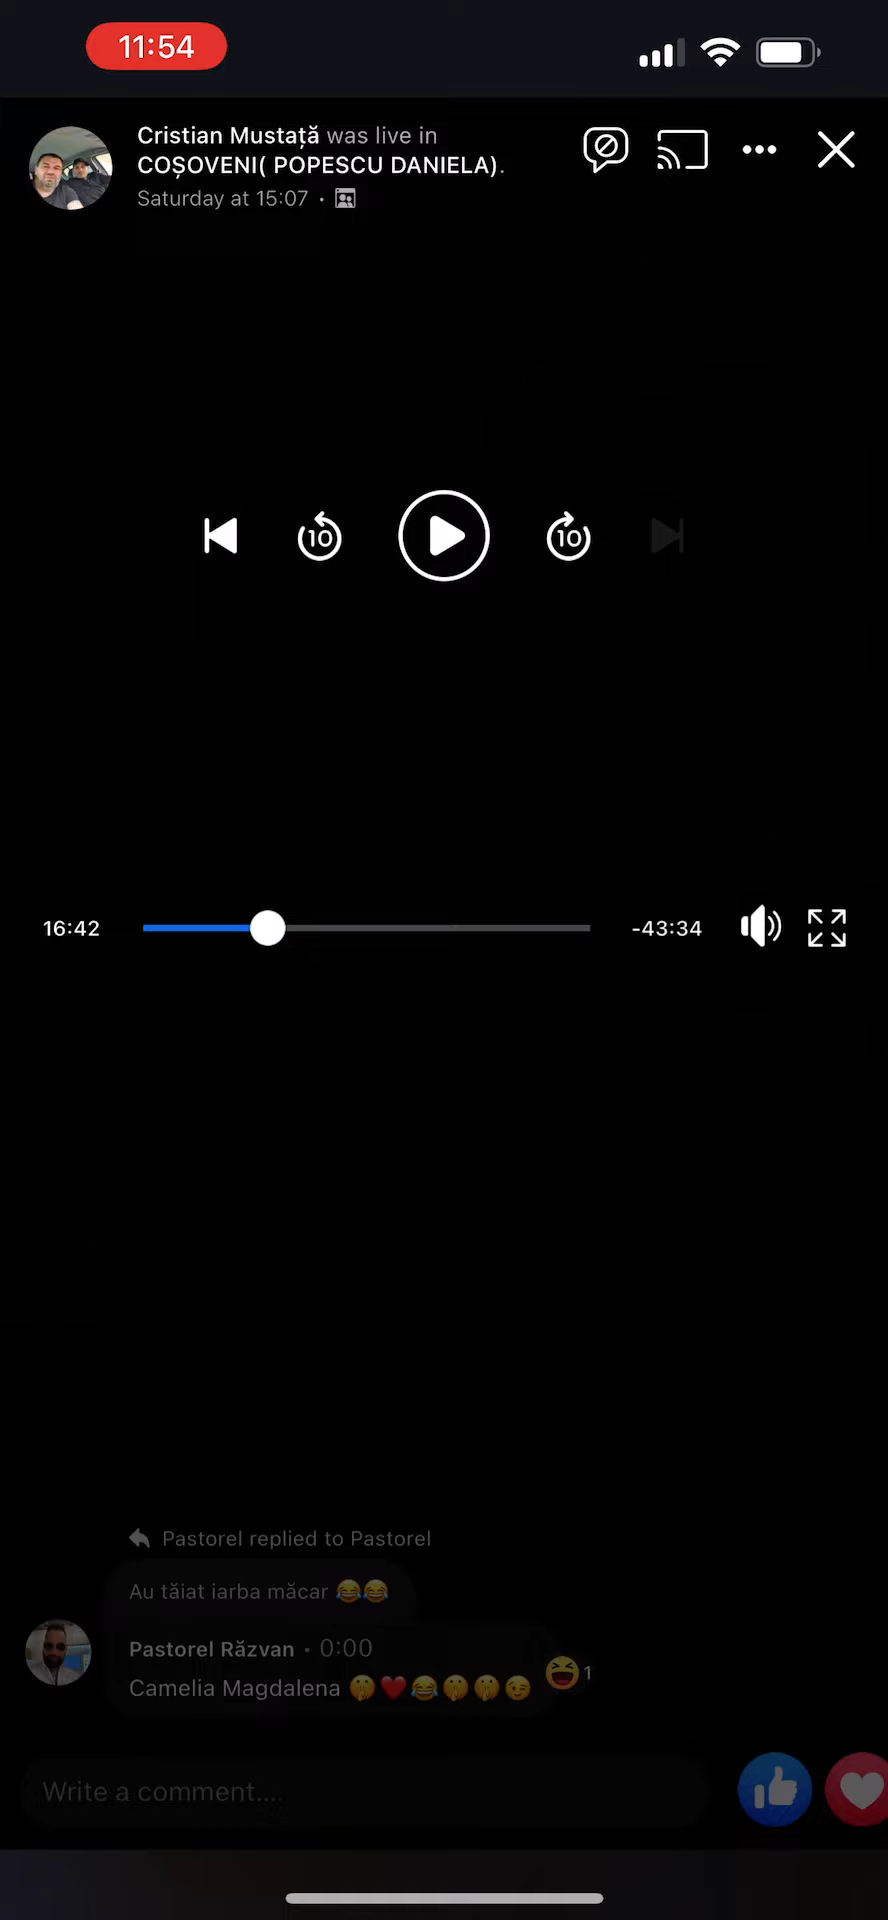 11:54
Cristian Mustață was live in
COȘOVENI( POPESCU DANIELA).
Saturday at 15:07 ·
10
10
16:42
-43:34
Pastorel replied to Pastorel
Au tăiat iarba măcar 😂😂
Pastorel Răzvan · 0:00
Camelia Magdalena 🤫❤️😂🤫🤫😉
😆 1
Write a comment....